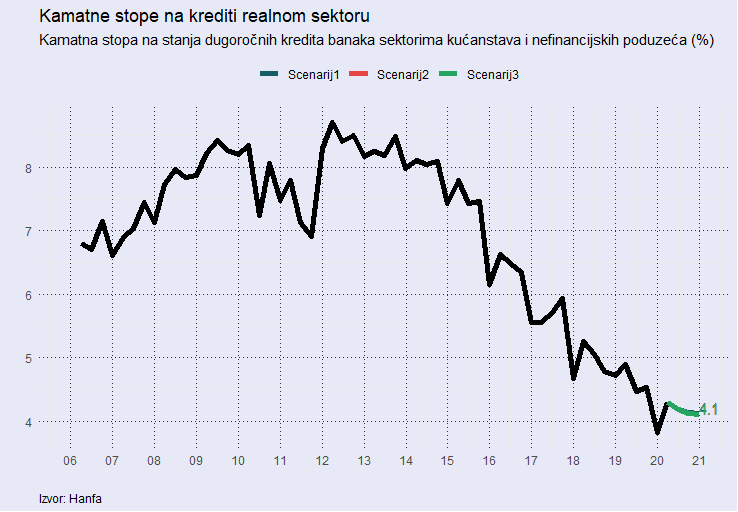 Kamatne stope na krediti realnom sektoru
Kamatna stopa na stanja dugoročnih kredita banaka sektorima kućanstava i nefinancijskih poduzeća (%)
Scenarij1 Scenarij2 Scenarij3
8
7
6
5
4
4.1
06 07 08 09 10 11 12 13 14 15 16 17 18 19 20 21
Izvor: Hanfa